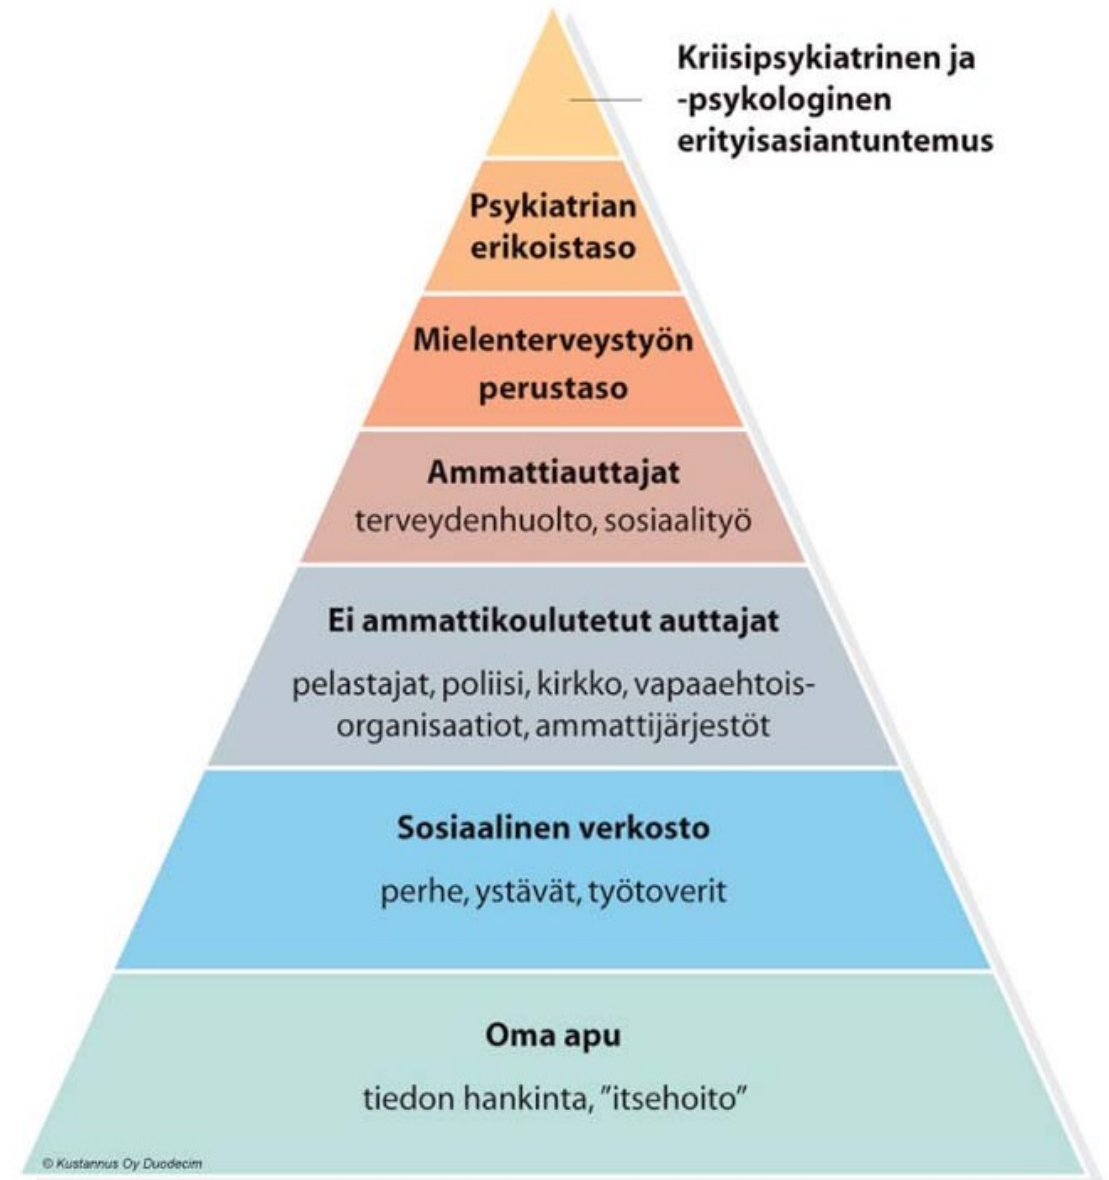 Kriisipsykiatrinen ja
-psykologinen
erityisasiantuntemus
Psykiatrian
erikoistaso
Mielenterveystyön
perustaso
Ammattiauttajat
terveydenhuolto, sosiaalityö
Ei ammattikoulutetut auttajat
pelastajat, poliisi, kirkko, vapaaehtois-
organisaatiot, ammattijärjestöt
Sosiaalinen verkosto
perhe, ystävät, työtoverit
Oma apu
tiedon hankinta, ”itsehoito”
© Kustannus Oy Duodecim